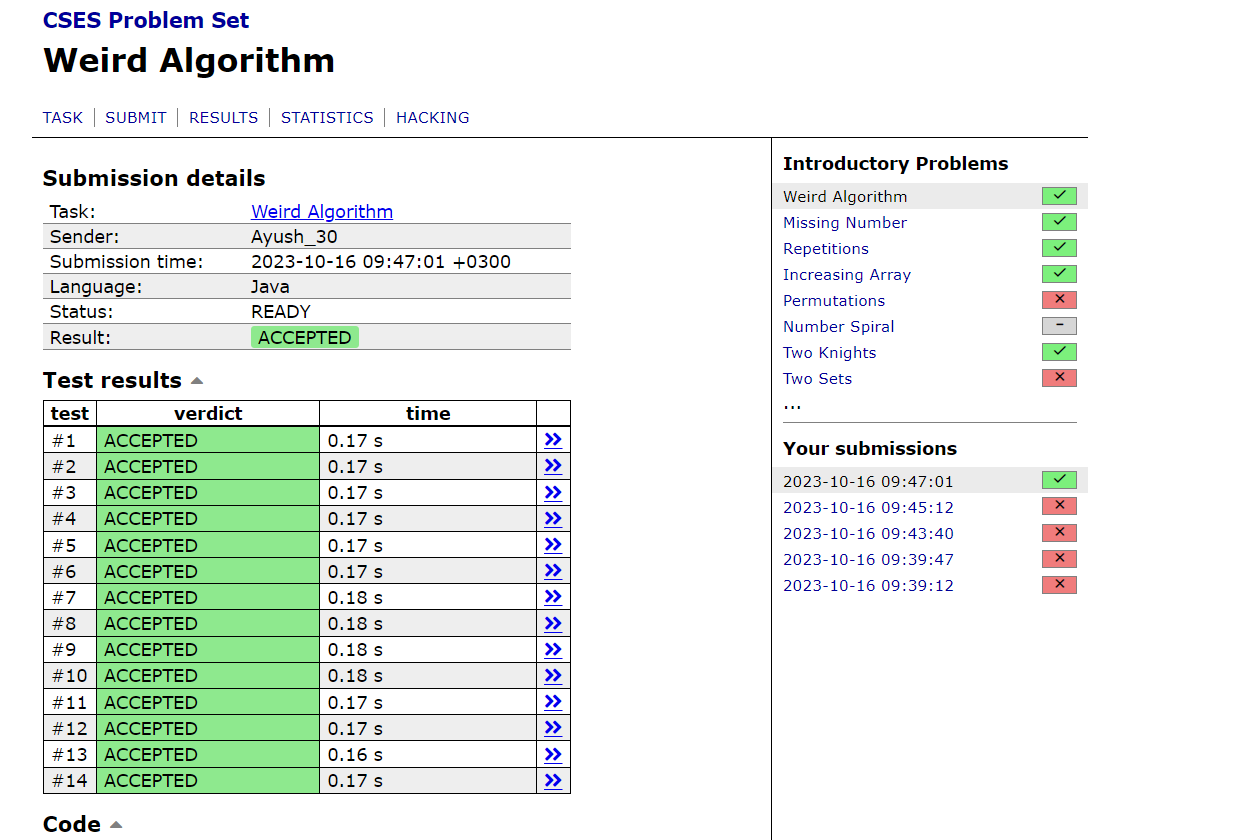 CSES Problem Set
Weird Algorithm
TASK | SUBMIT | RESULTS | STATISTICS | HACKING
Submission details
Task: Weird Algorithm
Sender: Ayush_30
Submission time: 2023-10-16 09:47:01 +0300
Language: Java
Status: READY
Result: ACCEPTED
Test results
test verdict time
#1 ACCEPTED 0.17 s »
#2 ACCEPTED 0.17 s »
#3 ACCEPTED 0.17 s »
#4 ACCEPTED 0.17 s »
#5 ACCEPTED 0.17 s »
#6 ACCEPTED 0.17 s »
#7 ACCEPTED 0.18 s »
#8 ACCEPTED 0.18 s »
#9 ACCEPTED 0.18 s »
#10 ACCEPTED 0.18 s »
#11 ACCEPTED 0.17 s »
#12 ACCEPTED 0.17 s »
#13 ACCEPTED 0.16 s »
#14 ACCEPTED 0.17 s »
Code
Introductory Problems
Weird Algorithm ✓
Missing Number ✓
Repetitions ✓
Increasing Array ✓
Permutations ✕
Number Spiral –
Two Knights ✓
Two Sets ✕
...
Your submissions
2023-10-16 09:47:01 ✓
2023-10-16 09:45:12 ✕
2023-10-16 09:43:40 ✕
2023-10-16 09:39:47 ✕
2023-10-16 09:39:12 ✕